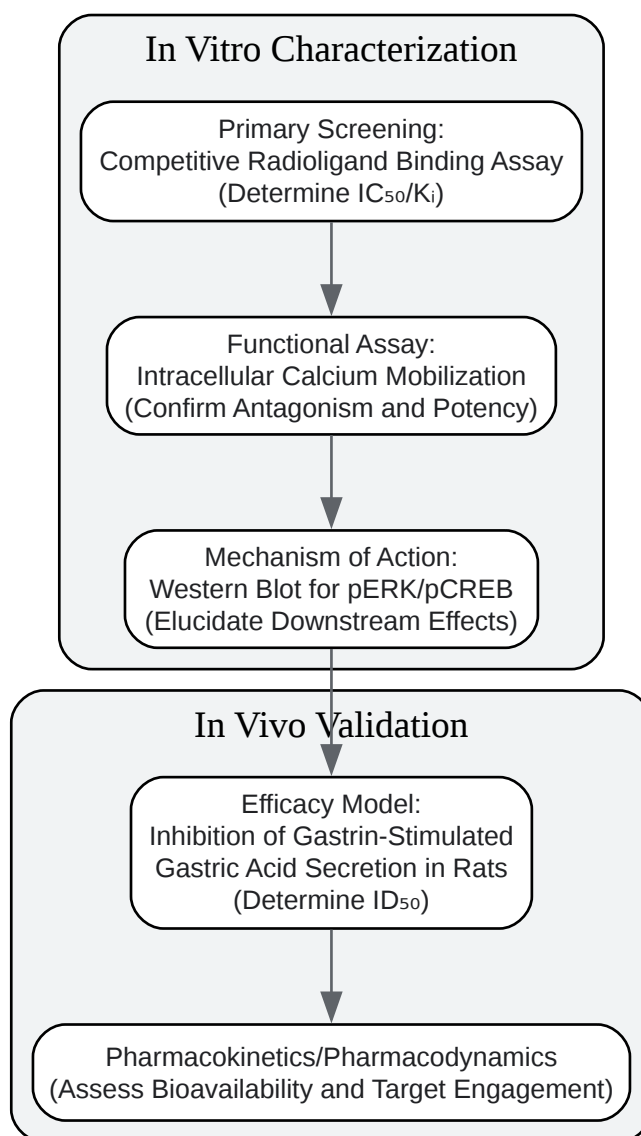 In Vitro Characterization
Primary Screening:
Competitive Radioligand Binding Assay
(Determine IC₅₀/Kᵢ)
Functional Assay:
Intracellular Calcium Mobilization
(Confirm Antagonism and Potency)
Mechanism of Action:
Western Blot for pERK/pCREB
(Elucidate Downstream Effects)
In Vivo Validation
Efficacy Model:
Inhibition of Gastrin-Stimulated
Gastric Acid Secretion in Rats
(Determine ID₅₀)
Pharmacokinetics/Pharmacodynamics
(Assess Bioavailability and Target Engagement)